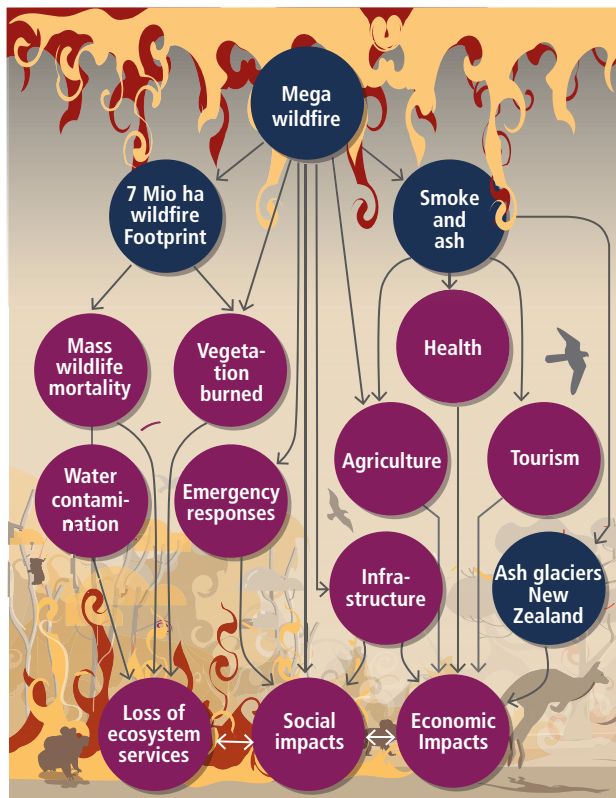 Mega
wildfire
7 Mio ha
wildfire
Footprint
Smoke
and
ash
Mass
wildlife
mortality
Vegeta-
tion
burned
Health
Water
contami-
nation
Emergency
responses
Agriculture
Tourism
Infra-
structure
Ash glaciers
New
Zealand
Loss of
ecosystem
services
Social
impacts
Economic
Impacts